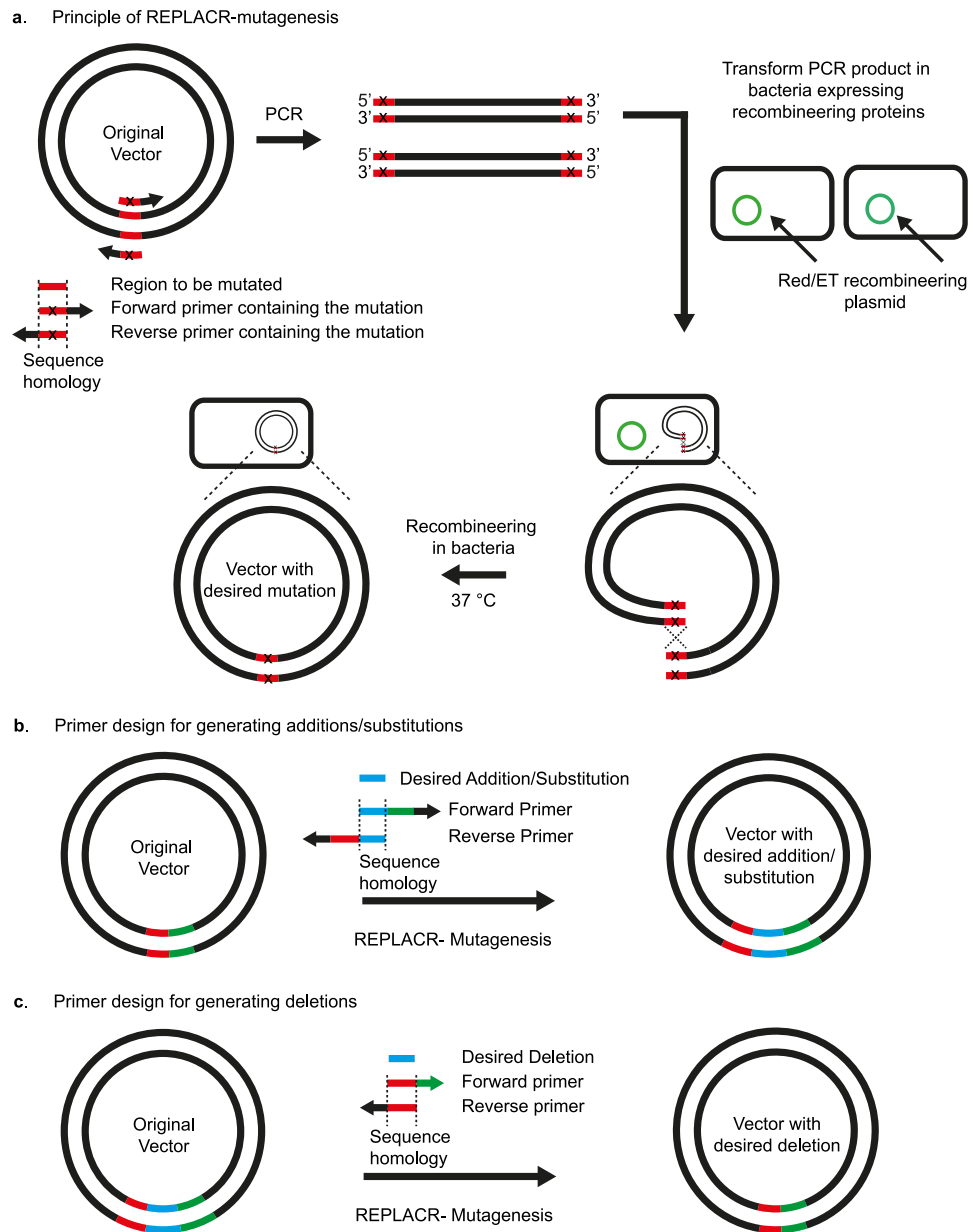 a. Principle of REPLACR-mutagenesis
Original
Vector
PCR
5’ x x 3’
3’ x x 5’
5’ x x 3’
3’ x x 5’
Transform PCR product in
bacteria expressing
recombineering proteins
Red/ET recombineering
plasmid
Region to be mutated
Forward primer containing the mutation
Reverse primer containing the mutation
Sequence
homology
Recombineering
in bacteria
37 °C
Vector with
desired mutation
b. Primer design for generating additions/substitutions
Original
Vector
Desired Addition/Substitution
Forward Primer
Reverse Primer
Sequence
homology
REPLACR- Mutagenesis
Vector with
desired addition/
substitution
c. Primer design for generating deletions
Original
Vector
Desired Deletion
Forward primer
Reverse primer
Sequence
homology
REPLACR- Mutagenesis
Vector with
desired deletion